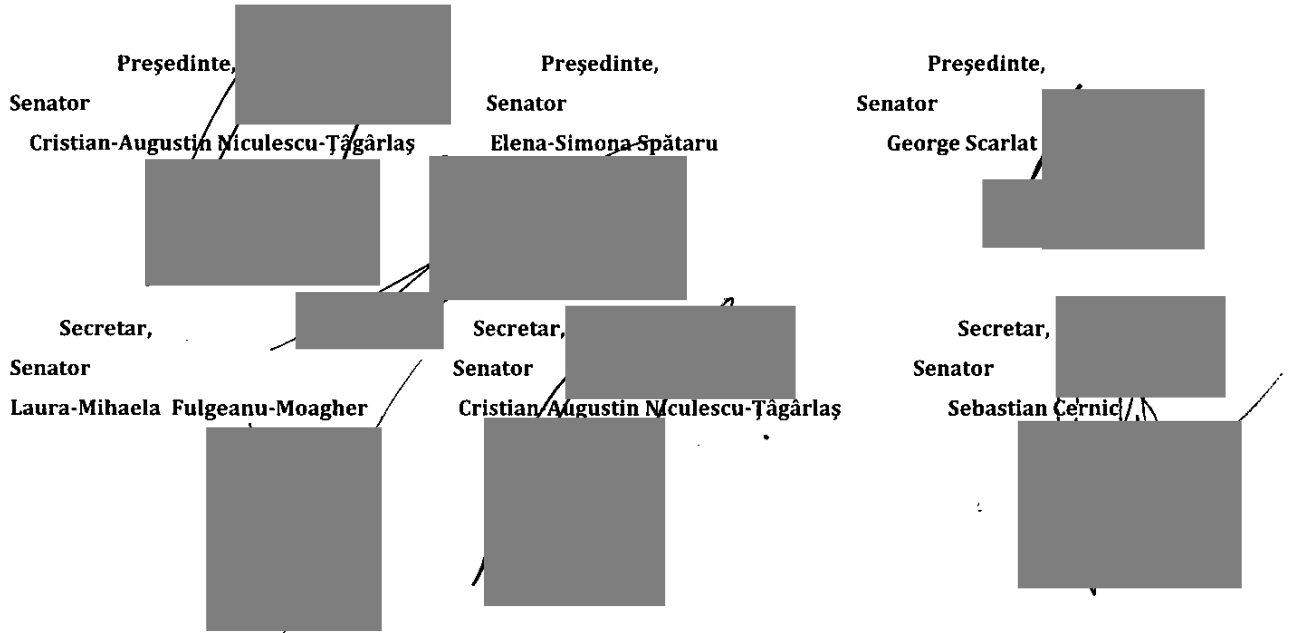 Preşedinte, Preşedinte, Preşedinte,
Senator Senator Senator
Cristian-Augustin Niculescu-Ţâgârlaş Elena-Simona Spătaru George Scarlat
Secretar, Secretar, Secretar,
Senator Senator Senator
Laura-Mihaela Fulgeanu-Moagher Cristian Augustin Niculescu-Ţâgârlaş Sebastian Cernic